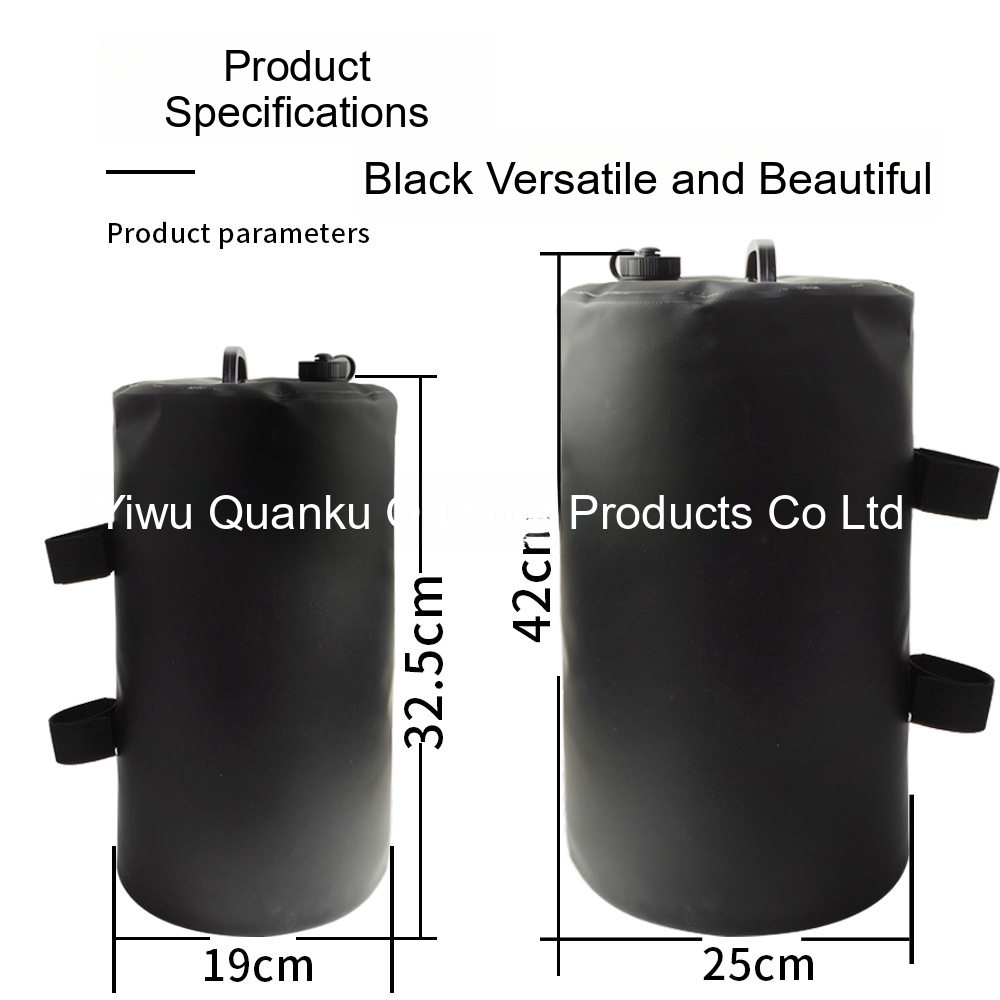 Product
Specifications
Black Versatile and Beautiful
Product parameters
Yiwu Quanku Products Co Ltd
32.5cm
42cm
19cm
25cm